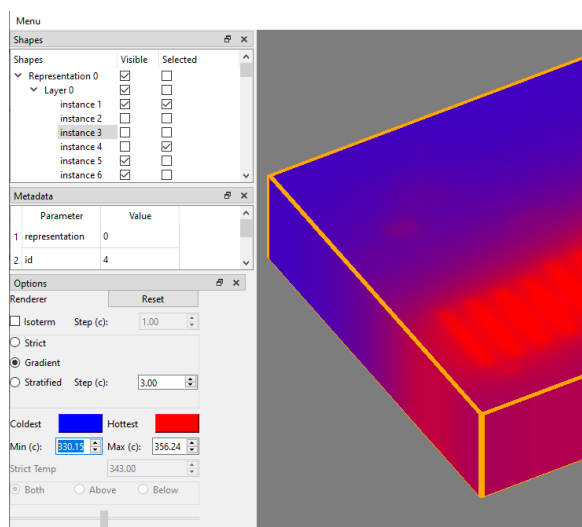 Menu
Shapes
Shapes Visible Selected
Representation 0
Layer 0
instance 1
instance 2
instance 3
instance 4
instance 5
instance 6
Metadata
Parameter Value
1 representation 0
2 id 4
Options
Renderer Reset
Isoterm Step (c): 1.00
Strict
Gradient
Stratified Step (c): 3.00
Coldest Hottest
Min (c): 330.15 Max (c): 356.24
Strict Temp 343.00
Both Above Below